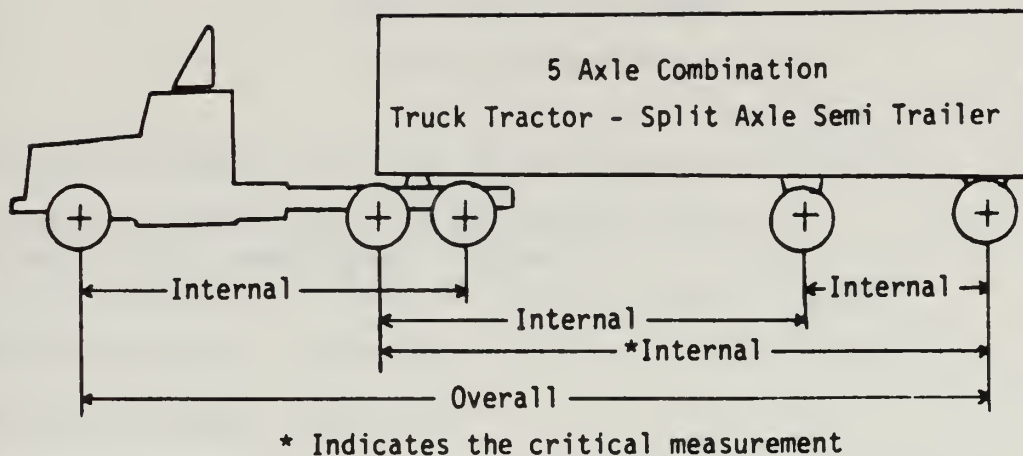 5 Axle Combination
Truck Tractor - Split Axle Semi Trailer
Internal
Internal
Internal
*Internal
Overall
* Indicates the critical measurement